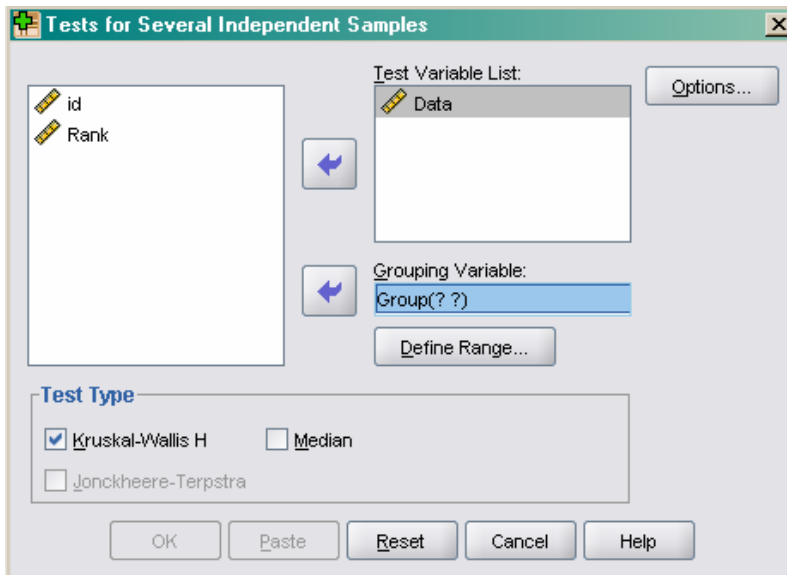 Tests for Several Independent Samples
id
Rank
Test Variable List:
Data
Options...
Grouping Variable:
Group(? ?)
Define Range...
Test Type
Kruskal-Wallis H
Median
Jonckheere-Terpstra
OK
Paste
Reset
Cancel
Help